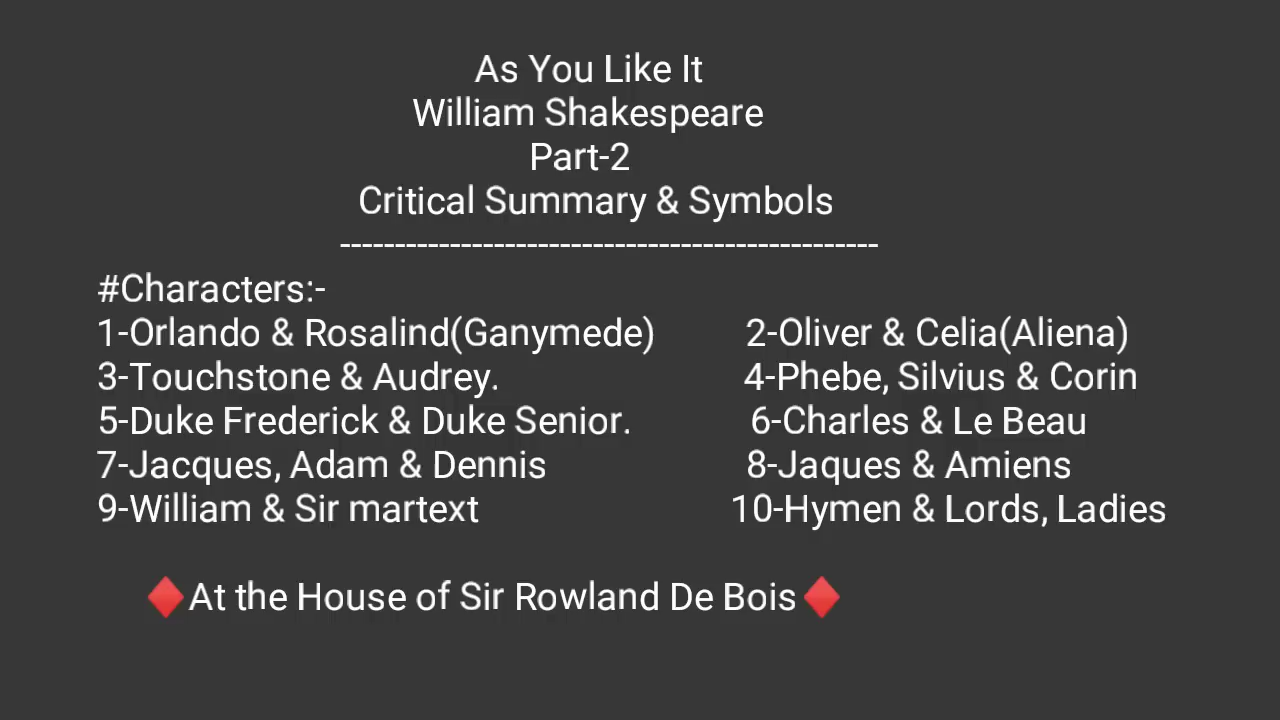 As You Like It
William Shakespeare
Part-2
Critical Summary & Symbols
-------------------------------------------------
#Characters:-
1-Orlando & Rosalind(Ganymede) 2-Oliver & Celia(Aliena)
3-Touchstone & Audrey. 4-Phebe, Silvius & Corin
5-Duke Frederick & Duke Senior. 6-Charles & Le Beau
7-Jacques, Adam & Dennis 8-Jaques & Amiens
9-William & Sir martext 10-Hymen & Lords, Ladies
♦️At the House of Sir Rowland De Bois♦️